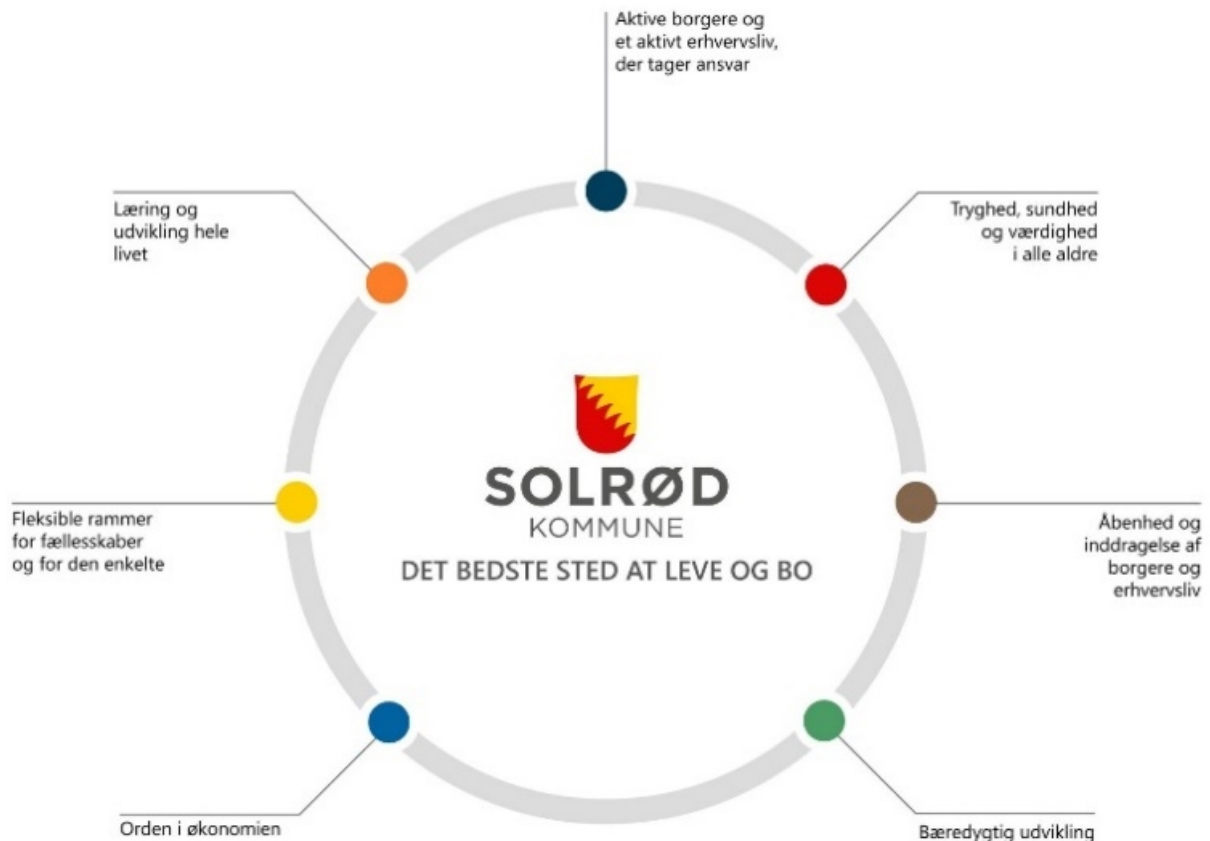 Aktive borgere og
et aktivt erhvervsliv,
der tager ansvar
Læring og
udvikling hele
livet
Tryghed, sundhed
og værdighed
i alle aldre
SOLRØD
KOMMUNE
DET BEDSTE STED AT LEVE OG BO
Fleksible rammer
for fællesskaber
og for den enkelte
Åbenhed og
inddragelse af
borgere og
erhvervsliv
Orden i økonomien
Bæredygtig udvikling